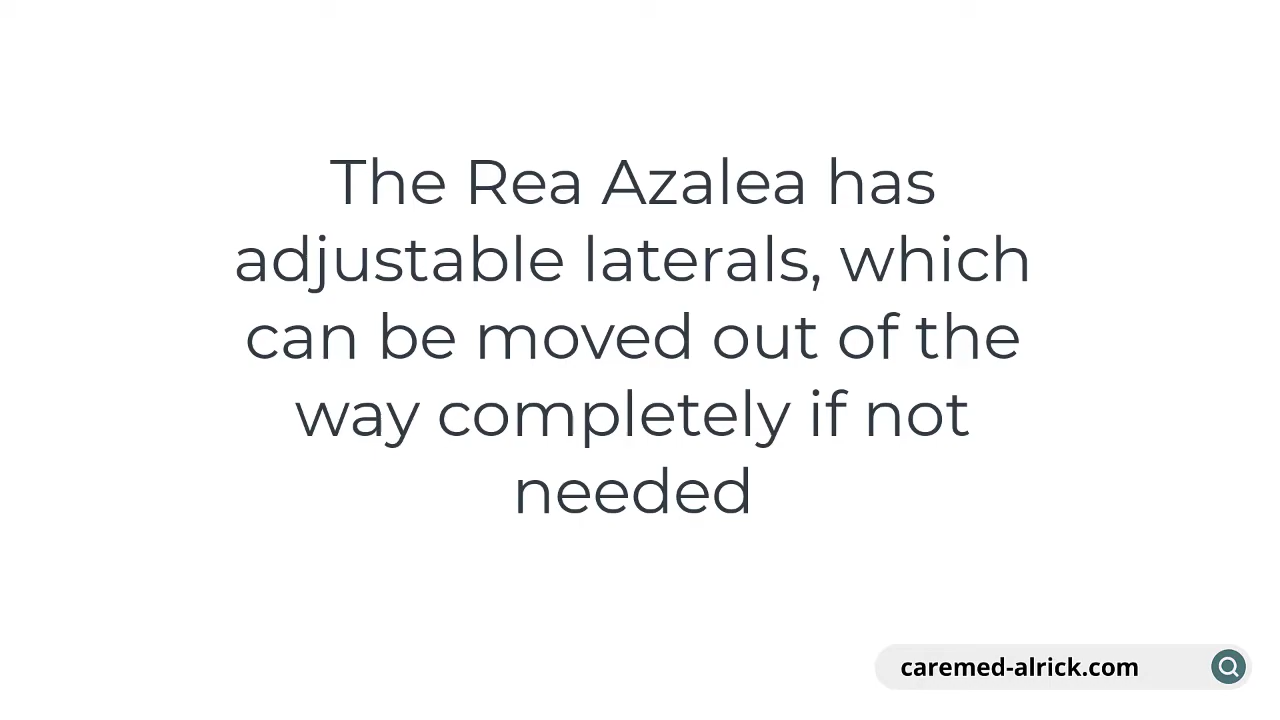 The Rea Azalea has
adjustable laterals, which
can be moved out of the
way completely if not
needed
caremed-alrick.com